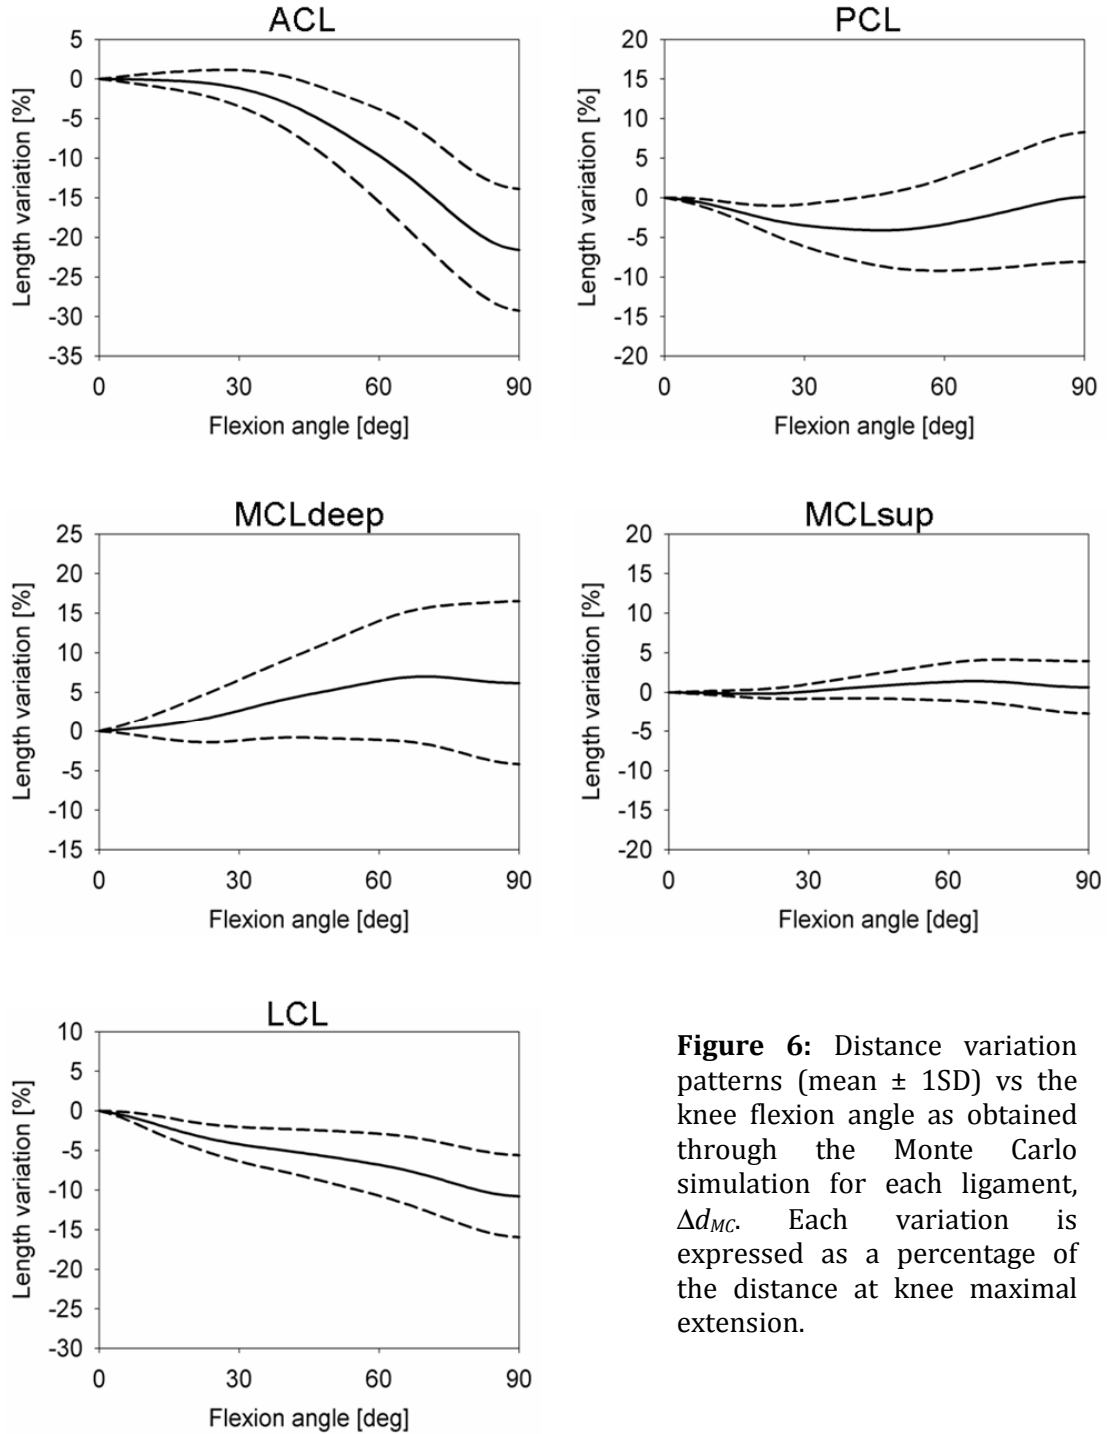 ACL
5
0
-5
-10
-15
-20
-25
-30
-35
Length variation [%]
0 30 60 90
Flexion angle [deg]
PCL
20
15
10
5
0
-5
-10
-15
-20
Length variation [%]
0 30 60 90
Flexion angle [deg]
MCLdeep
25
20
15
10
5
0
-5
-10
-15
Length variation [%]
0 30 60 90
Flexion angle [deg]
MCLsup
20
15
10
5
0
-5
-10
-15
-20
Length variation [%]
0 30 60 90
Flexion angle [deg]
LCL
10
5
0
-5
-10
-15
-20
-25
-30
Length variation [%]
0 30 60 90
Flexion angle [deg]
Figure 6: Distance variation
patterns (mean ± 1SD) vs the
knee flexion angle as obtained
through the Monte Carlo
simulation for each ligament,
Δd<sub>MC</sub>. Each variation is
expressed as a percentage of
the distance at knee maximal
extension.